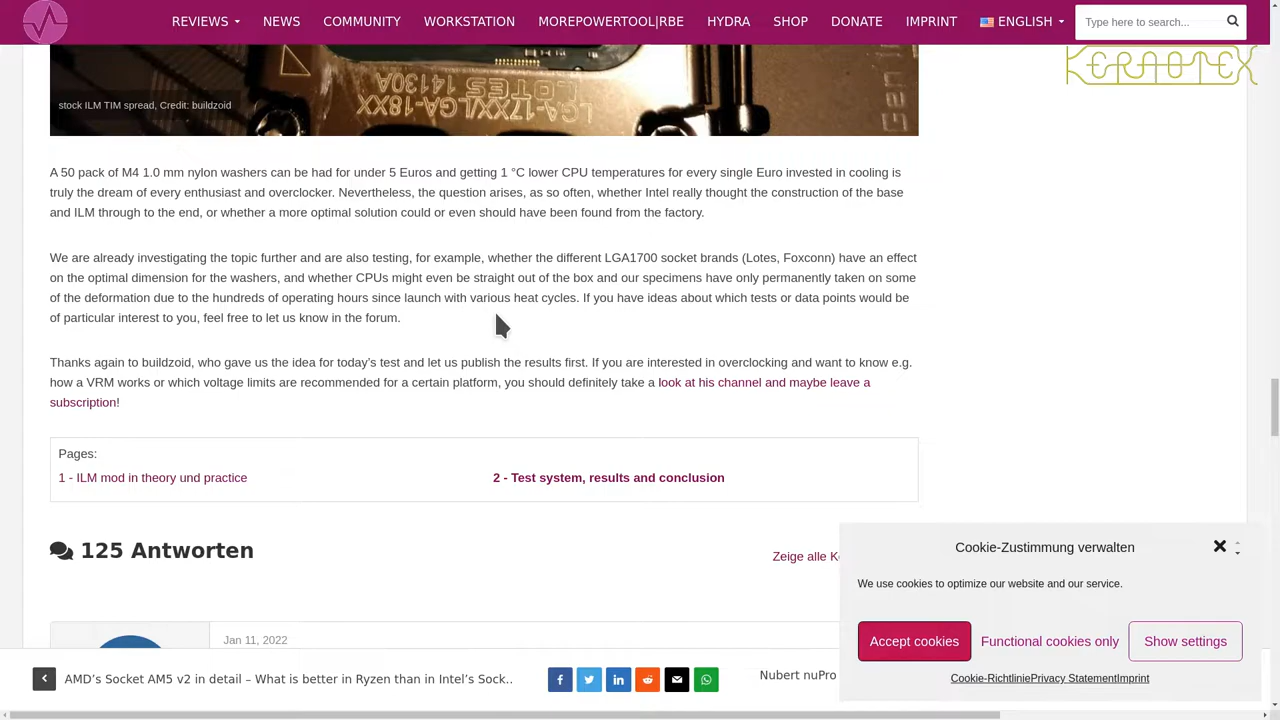 REVIEWS NEWS COMMUNITY WORKSTATION MOREPOWERTOOL|RBE HYDRA SHOP DONATE IMPRINT ENGLISH Type here to search...
KERAOTEX
LGA-17XXLGA-18XX
LOTES 14130A
stock ILM TIM spread, Credit: buildzoid
A 50 pack of M4 1.0 mm nylon washers can be had for under 5 Euros and getting 1 °C lower CPU temperatures for every single Euro invested in cooling is
truly the dream of every enthusiast and overclocker. Nevertheless, the question arises, as so often, whether Intel really thought the construction of the base
and ILM through to the end, or whether a more optimal solution could or even should have been found from the factory.
We are already investigating the topic further and are also testing, for example, whether the different LGA1700 socket brands (Lotes, Foxconn) have an effect
on the optimal dimension for the washers, and whether CPUs might even be straight out of the box and our specimens have only permanently taken on some
of the deformation due to the hundreds of operating hours since launch with various heat cycles. If you have ideas about which tests or data points would be
of particular interest to you, feel free to let us know in the forum.
Thanks again to buildzoid, who gave us the idea for today's test and let us publish the results first. If you are interested in overclocking and want to know e.g.
how a VRM works or which voltage limits are recommended for a certain platform, you should definitely take a look at his channel and maybe leave a
subscription!
Pages:
1 - ILM mod in theory und practice
2 - Test system, results and conclusion
125 Antworten
Zeige alle
Jan 11, 2022
Cookie-Zustimmung verwalten
We use cookies to optimize our website and our service.
Accept cookies Functional cookies only Show settings
Cookie-Richtlinie Privacy Statement Imprint
AMD's Socket AM5 v2 in detail – What is better in Ryzen than in Intel's Sock..
Nubert nuPro